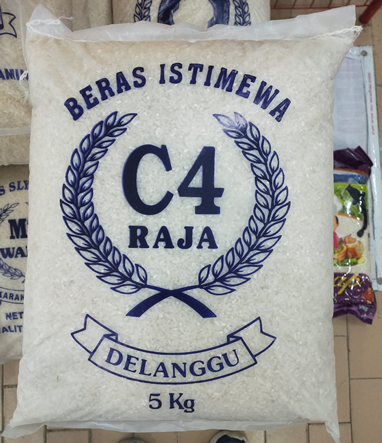 BERAS ISTIMEWA
C4
RAJA
DELANGGU
5 Kg